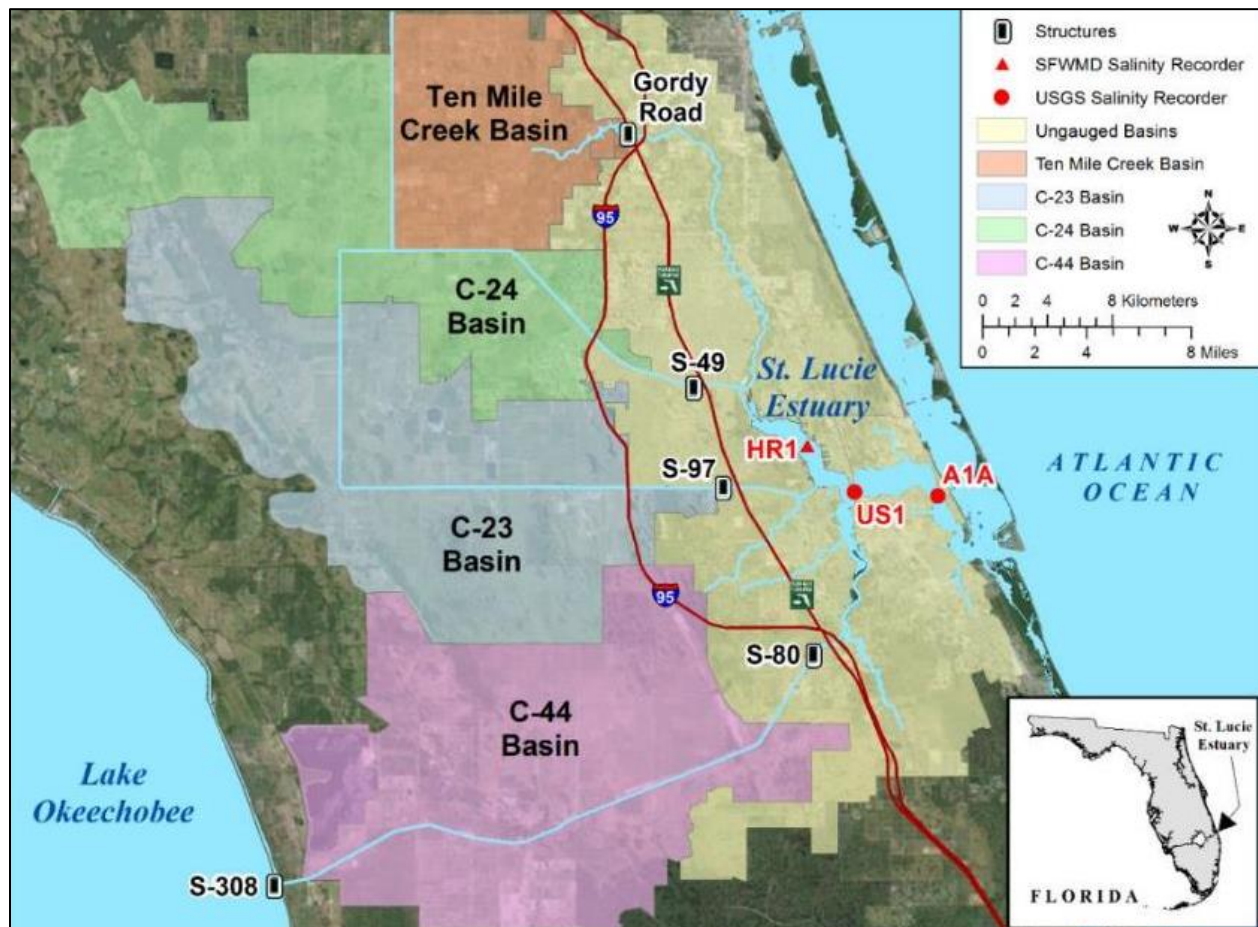 Ten Mile
Creek Basin
Gordy
Road
95
C-24
Basin
S-49
St. Lucie
Estuary
HR1
S-97
A1A
US1
ATLANTIC
OCEAN
C-23
Basin
95
S-80
C-44
Basin
Lake
Okeechobee
S-308
Structures
SFWMD Salinity Recorder
USGS Salinity Recorder
Ungauged Basins
Ten Mile Creek Basin
C-23 Basin
C-24 Basin
C-44 Basin
N
W E
S
0 2 4 8 Kilometers
0 2 4 8 Miles
St. Lucie
Estuary
FLORIDA